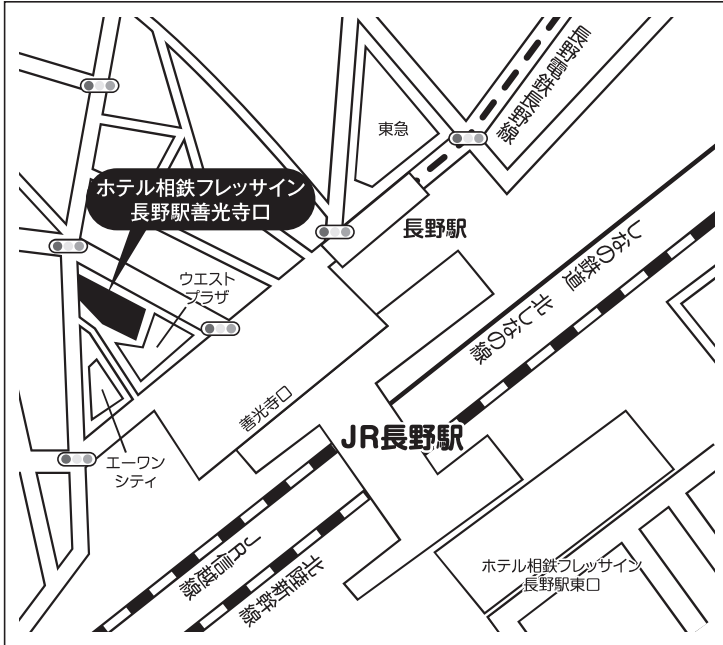 長野電鉄長野線
東急
ホテル相鉄フレッサイン
長野駅善光寺口
長野駅
しなの鉄道
北しなの線
ウエスト
プラザ
善光寺口
JR長野駅
エーワン
シティ
JR信越線
北陸新幹線
ホテル相鉄フレッサイン
長野駅東口